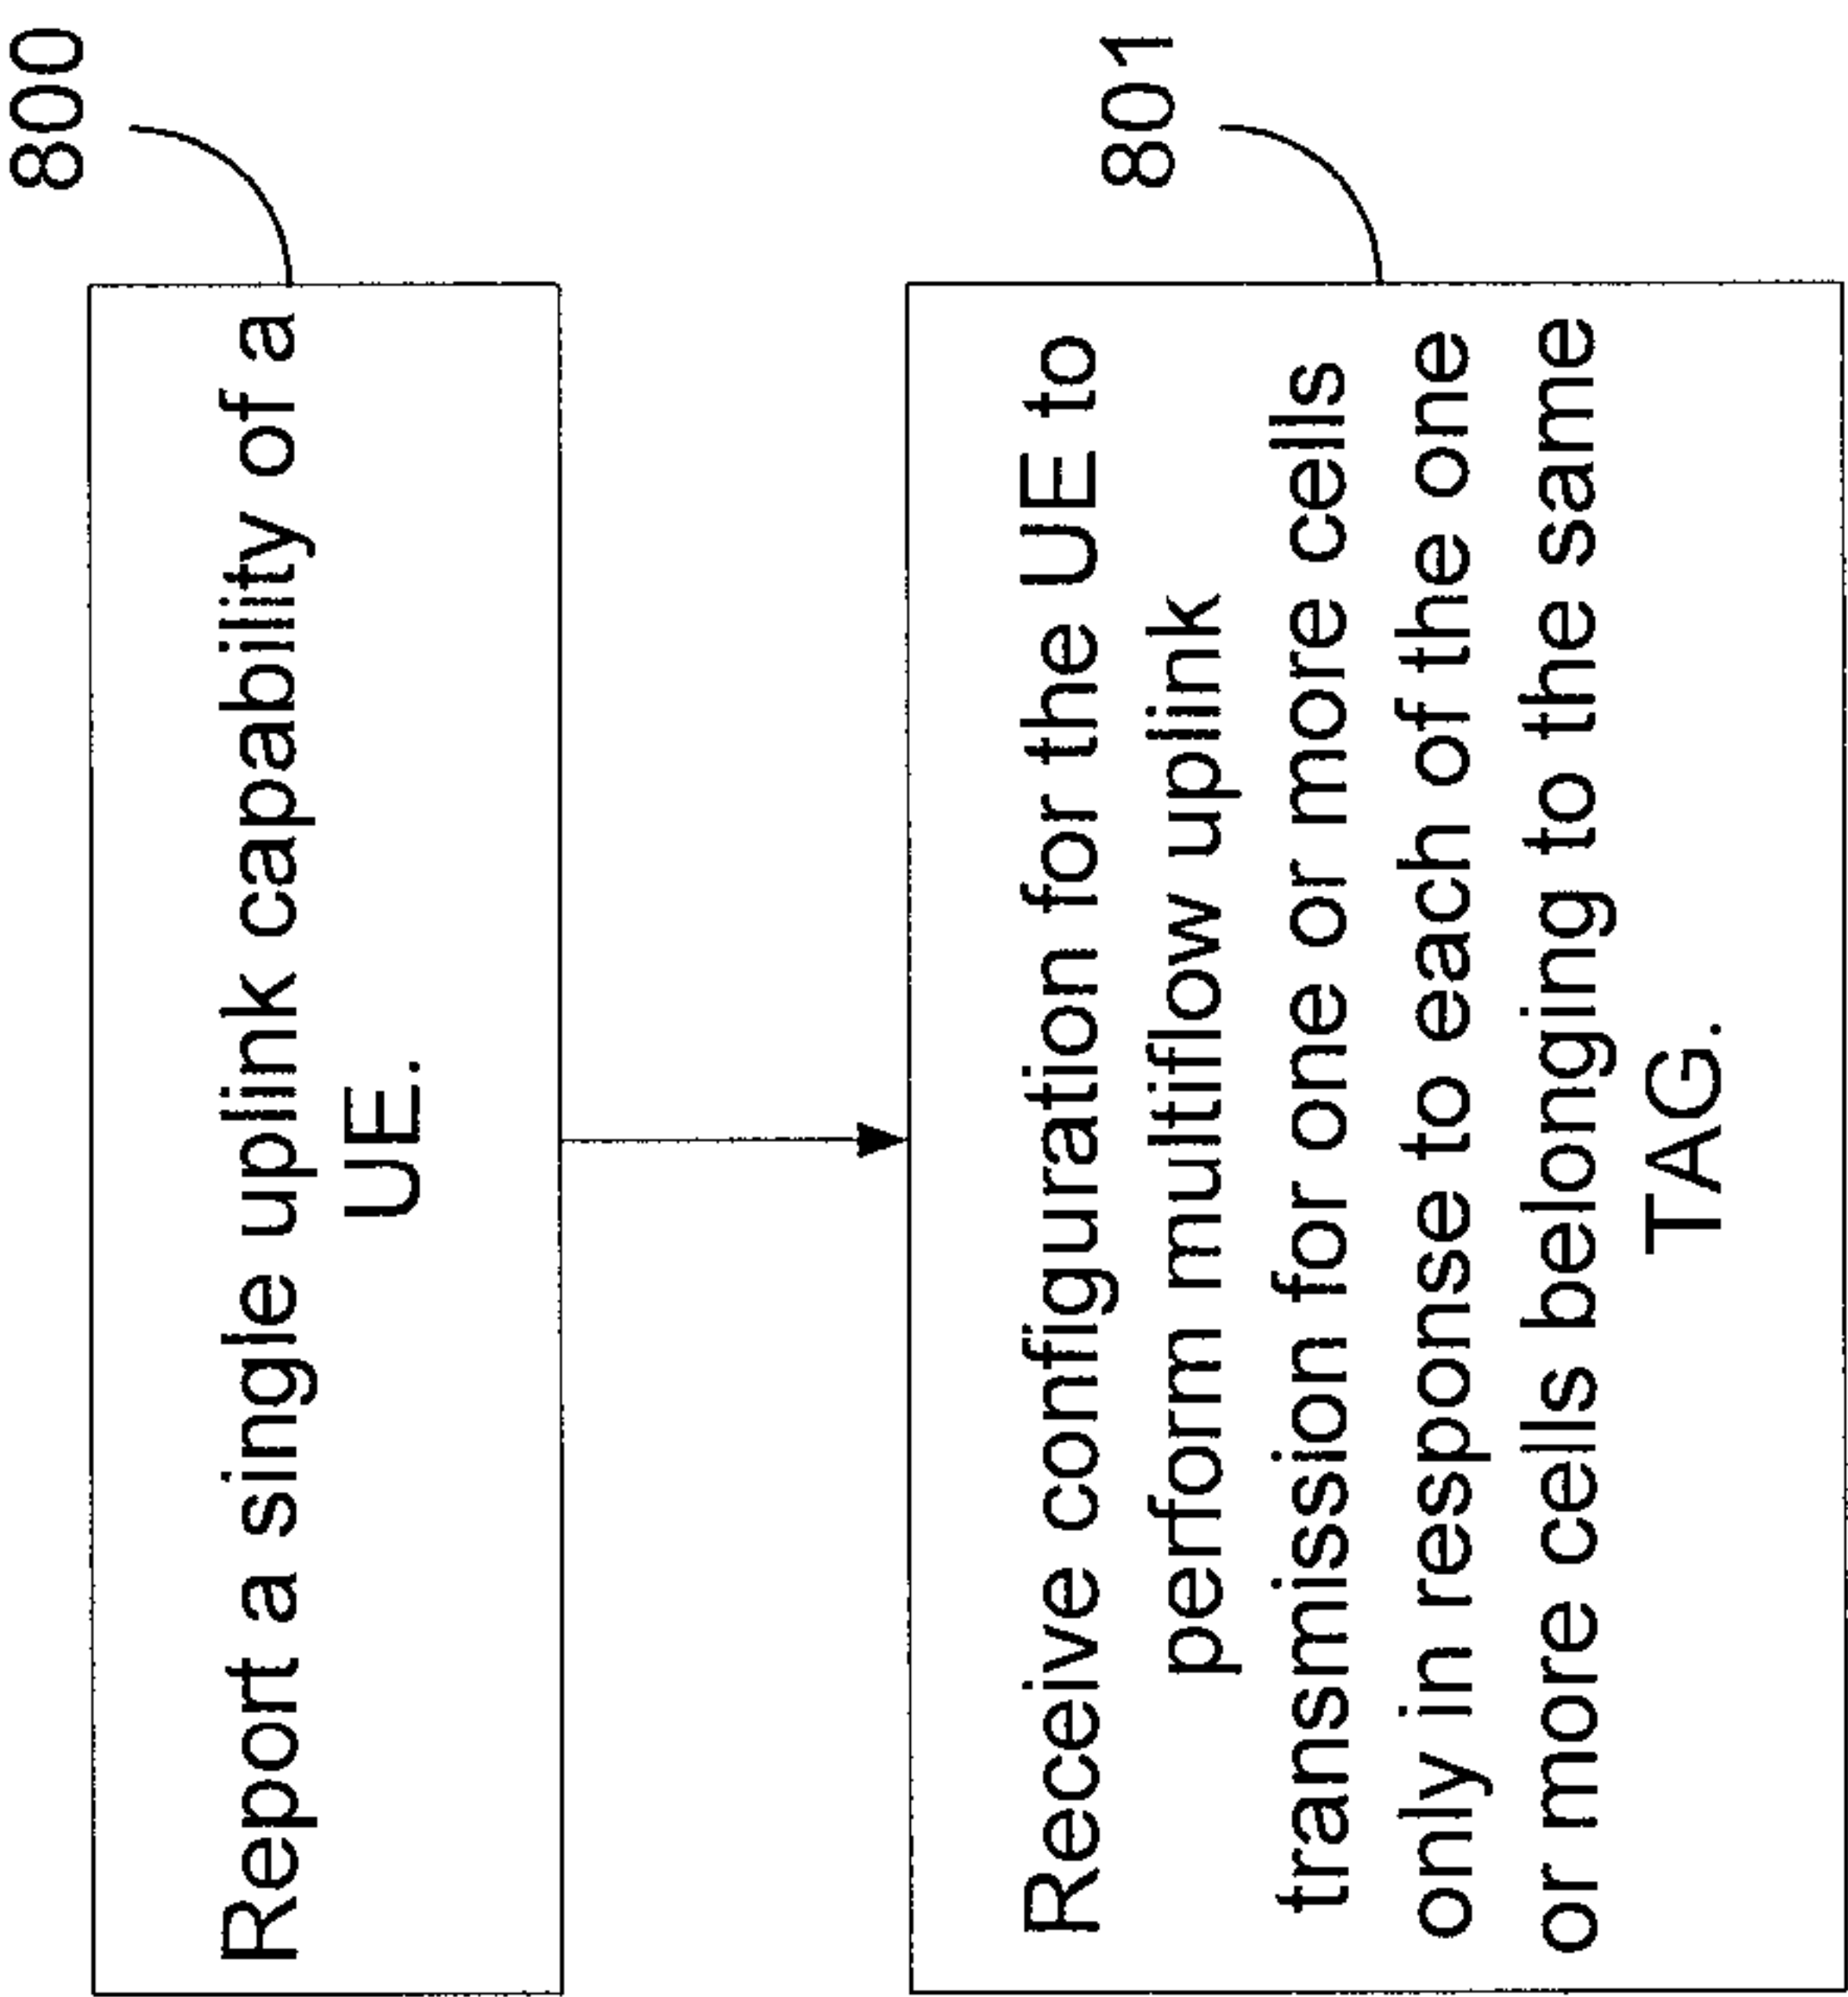 800
Report a single uplink capability of a
UE.
801
Receive configuration for the UE to
perform multiflow uplink
transmission for one or more cells
only in response to each of the one
or more cells belonging to the same
TAG.